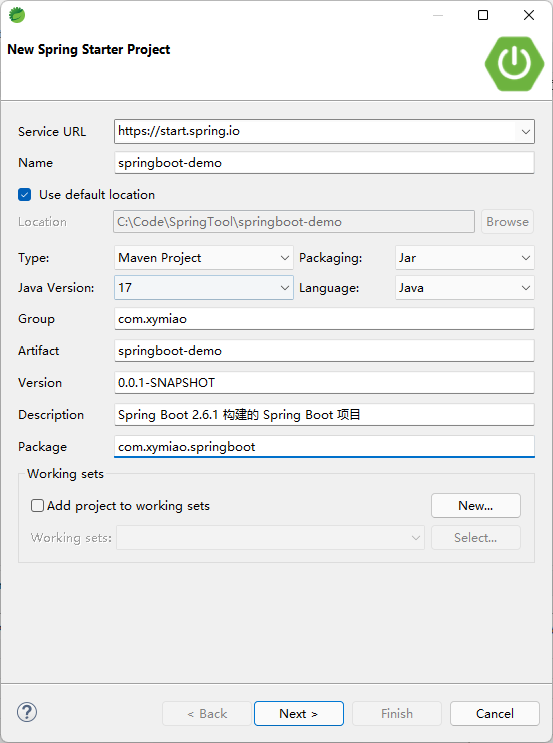 New Spring Starter Project
Service URL https://start.spring.io
Name springboot-demo
Use default location
Location C:\Code\SpringTool\springboot-demo Browse
Type: Maven Project Packaging: Jar
Java Version: 17 Language: Java
Group com.xymiao
Artifact springboot-demo
Version 0.0.1-SNAPSHOT
Description Spring Boot 2.6.1 构建的 Spring Boot 项目
Package com.xymiao.springboot
Working sets
Add project to working sets New...
Working sets: Select...
? < Back Next > Finish Cancel